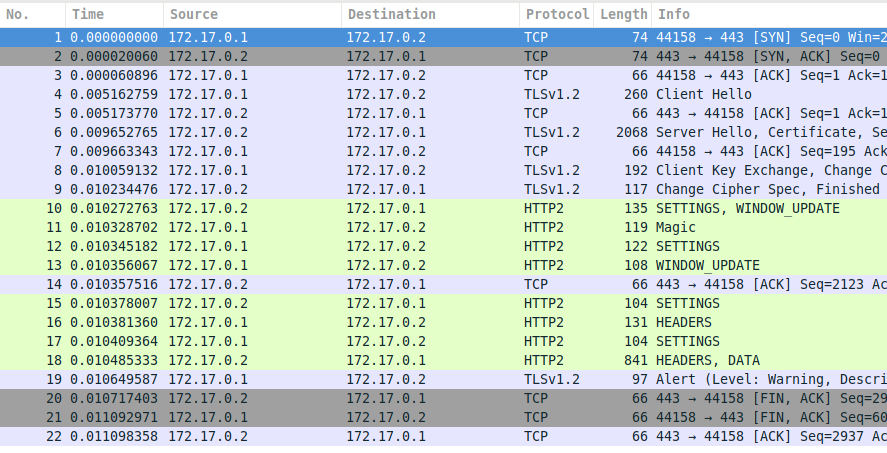 No. Time Source Destination Protocol Length Info
1 0.000000000 172.17.0.1 172.17.0.2 TCP 74 44158 → 443 [SYN] Seq=0 Win=2
2 0.000020060 172.17.0.2 172.17.0.1 TCP 74 443 → 44158 [SYN, ACK] Seq=0
3 0.000060896 172.17.0.1 172.17.0.2 TCP 66 44158 → 443 [ACK] Seq=1 Ack=1
4 0.005162759 172.17.0.1 172.17.0.2 TLSv1.2 260 Client Hello
5 0.005173770 172.17.0.2 172.17.0.1 TCP 66 443 → 44158 [ACK] Seq=1 Ack=1
6 0.009652765 172.17.0.2 172.17.0.1 TLSv1.2 2068 Server Hello, Certificate, Se
7 0.009663343 172.17.0.1 172.17.0.2 TCP 66 44158 → 443 [ACK] Seq=195 Ack
8 0.010059132 172.17.0.1 172.17.0.2 TLSv1.2 192 Client Key Exchange, Change C
9 0.010234476 172.17.0.2 172.17.0.1 TLSv1.2 117 Change Cipher Spec, Finished
10 0.010272763 172.17.0.2 172.17.0.1 HTTP2 135 SETTINGS, WINDOW_UPDATE
11 0.010328702 172.17.0.1 172.17.0.2 HTTP2 119 Magic
12 0.010345182 172.17.0.1 172.17.0.2 HTTP2 122 SETTINGS
13 0.010356067 172.17.0.1 172.17.0.2 HTTP2 108 WINDOW_UPDATE
14 0.010357516 172.17.0.2 172.17.0.1 TCP 66 443 → 44158 [ACK] Seq=2123 Ac
15 0.010378007 172.17.0.2 172.17.0.1 HTTP2 104 SETTINGS
16 0.010381360 172.17.0.1 172.17.0.2 HTTP2 131 HEADERS
17 0.010409364 172.17.0.1 172.17.0.2 HTTP2 104 SETTINGS
18 0.010485333 172.17.0.2 172.17.0.1 HTTP2 841 HEADERS, DATA
19 0.010649587 172.17.0.1 172.17.0.2 TLSv1.2 97 Alert (Level: Warning, Descri
20 0.010717403 172.17.0.2 172.17.0.1 TCP 66 443 → 44158 [FIN, ACK] Seq=29
21 0.011092971 172.17.0.1 172.17.0.2 TCP 66 44158 → 443 [FIN, ACK] Seq=60
22 0.011098358 172.17.0.2 172.17.0.1 TCP 66 443 → 44158 [ACK] Seq=2937 Ac